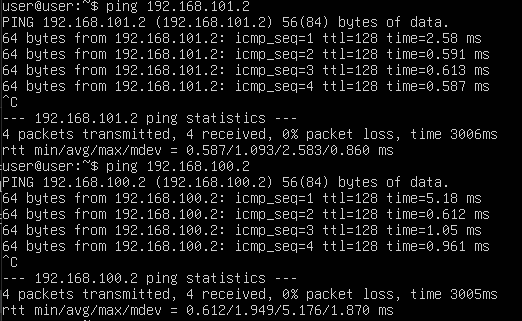 user@user:~$ ping 192.168.101.2
PING 192.168.101.2 (192.168.101.2) 56(84) bytes of data.
64 bytes from 192.168.101.2: icmp_seq=1 ttl=128 time=2.58 ms
64 bytes from 192.168.101.2: icmp_seq=2 ttl=128 time=0.591 ms
64 bytes from 192.168.101.2: icmp_seq=3 ttl=128 time=0.613 ms
64 bytes from 192.168.101.2: icmp_seq=4 ttl=128 time=0.587 ms
^C
--- 192.168.101.2 ping statistics ---
4 packets transmitted, 4 received, 0% packet loss, time 3006ms
rtt min/avg/max/mdev = 0.587/1.093/2.583/0.860 ms
user@user:~$ ping 192.168.100.2
PING 192.168.100.2 (192.168.100.2) 56(84) bytes of data.
64 bytes from 192.168.100.2: icmp_seq=1 ttl=128 time=5.18 ms
64 bytes from 192.168.100.2: icmp_seq=2 ttl=128 time=0.612 ms
64 bytes from 192.168.100.2: icmp_seq=3 ttl=128 time=1.05 ms
64 bytes from 192.168.100.2: icmp_seq=4 ttl=128 time=0.961 ms
^C
--- 192.168.100.2 ping statistics ---
4 packets transmitted, 4 received, 0% packet loss, time 3005ms
rtt min/avg/max/mdev = 0.612/1.949/5.176/1.870 ms